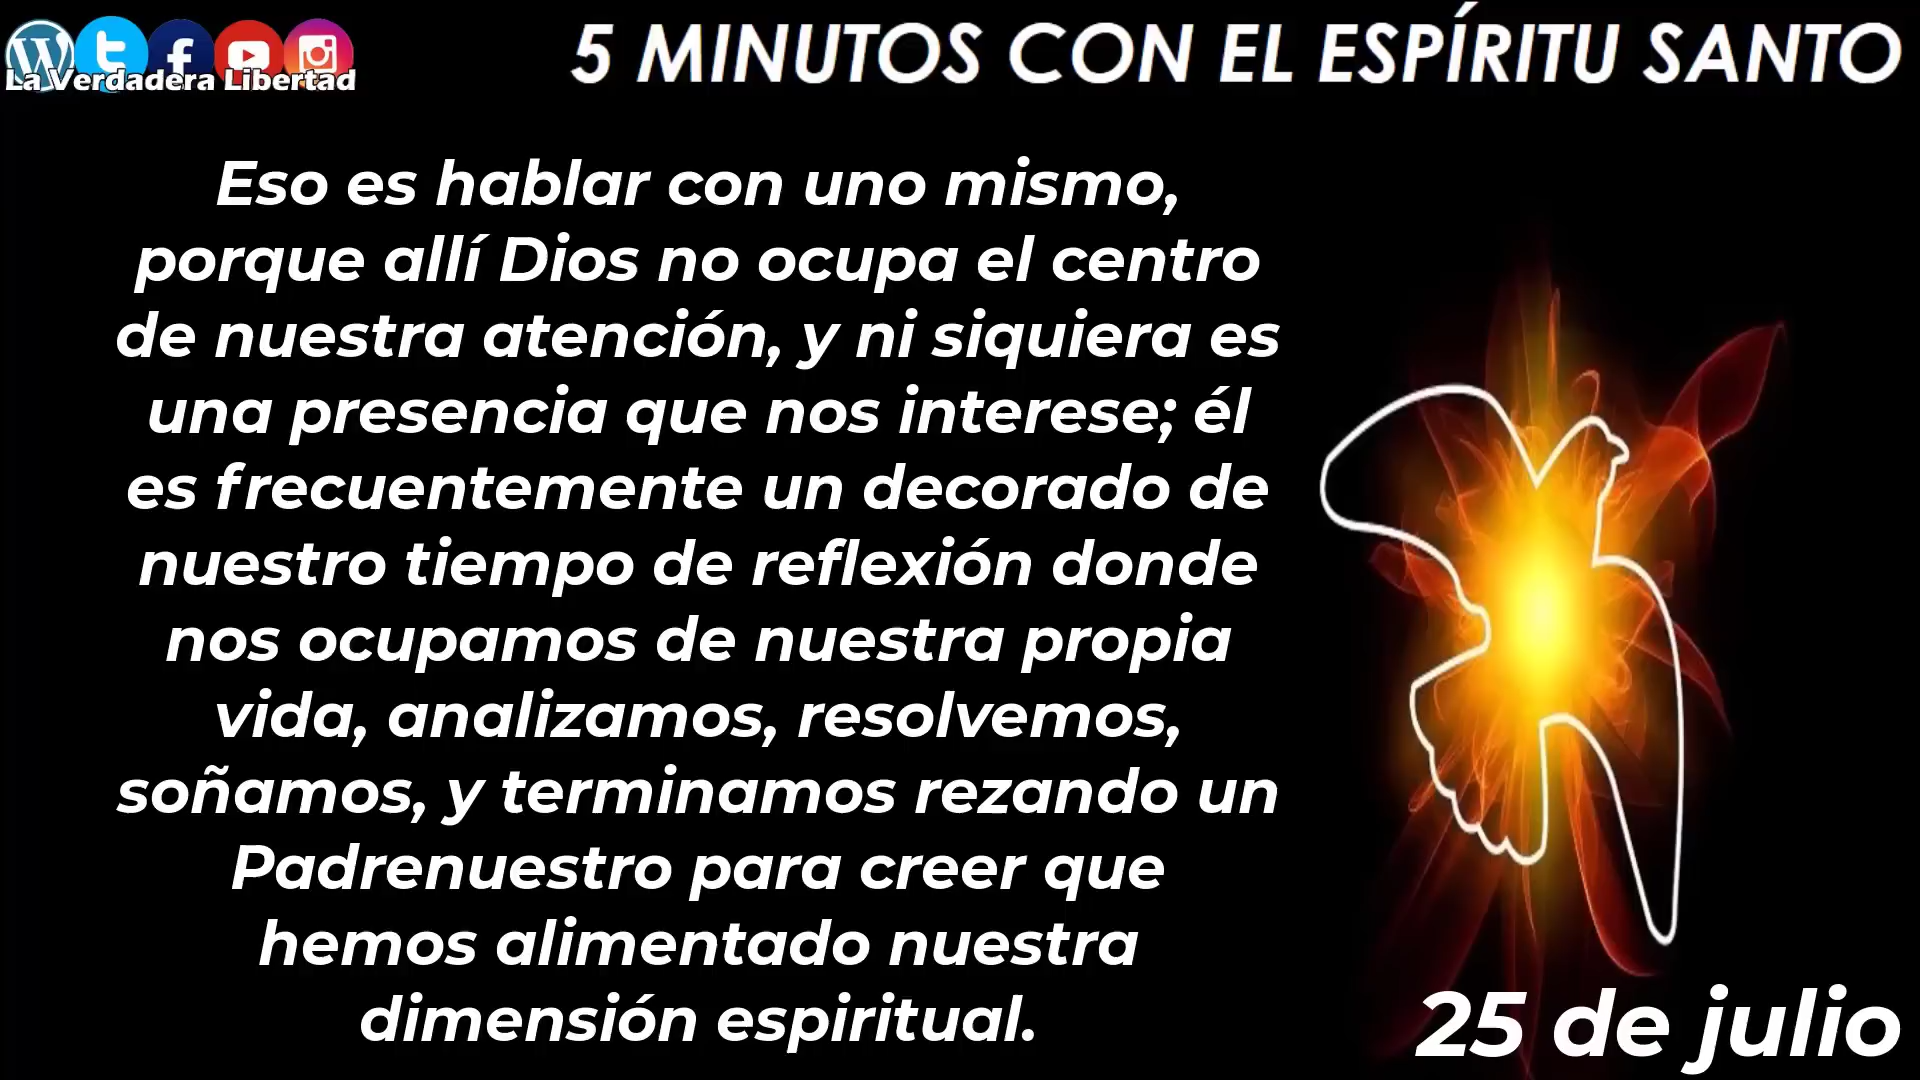 La Verdadera Libertad
5 MINUTOS CON EL ESPÍRITU SANTO
Eso es hablar con uno mismo,
porque allí Dios no ocupa el centro
de nuestra atención, y ni siquiera es
una presencia que nos interese; él
es frecuentemente un decorado de
nuestro tiempo de reflexión donde
nos ocupamos de nuestra propia
vida, analizamos, resolvemos,
soñamos, y terminamos rezando un
Padrenuestro para creer que
hemos alimentado nuestra
dimensión espiritual.
25 de julio